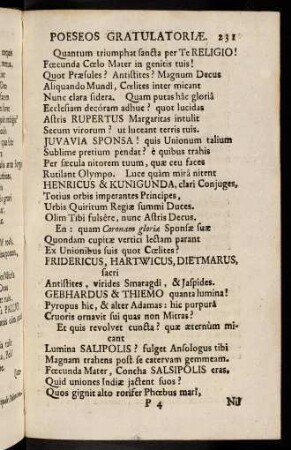 POESEOS GRATULATORIÆ. 231
Quantum triumphat sancta per Te RELIGIO!
Fœcunda Cœlo Mater in genitis tuis!
Quot Præsules? Antistites? Magnum Decus
Aliquando Mundi, Cœlites inter micant
Nunc clara sidera. Quam putas hâc gloriâ
Ecclesiam decóram adhuc? quot lucidas
Astris RUPERTUS Margaritas intulit
Secum virorum? ut luceant terris tuis.
JUVAVIA SPONSA! quis Unionum talium
Sublime pretium pendat? è quibus trahis
Per sæcula nitorem tuum, quæ ceu faces
Rutilant Olympo. Luce quàm mirâ nitent
HENRICUS & KUNIGUNDA, clari Conjuges,
Totius orbis imperantes Principes,
Urbis Quiritum Regiæ summi Duces.
Olim Tibi fulsêre, nunc Astris Decus.
En: quam Coronam gloriæ Sponsæ suæ
Quondam cupitæ vertici lectam parant
Ex Unionibus suis quot Cœlites?
FRIDERICUS, HARTWICUS, DIETMARUS,
sacri
Antistites, virides Smaragdi, & Jaspides.
GEBHARDUS & THIEMO quanta lumina!
Pyropus hic, & alter Adamas: hic purpurâ
Cruoris ornavit sui quas non Mitras?
Et quis revolvet cuncta? quæ æternùm mi-
cant
Lumina SALIPOLIS? fulget Ansologus tibi
Magnam trahens post se catervam gemmeam.
Fœcunda Mater, Concha SALSIPOLIS eras,
Quid uniones Indiæ jactent suos?
Quos gignit alto rorifer Phœbus mari,
P 4
Nil